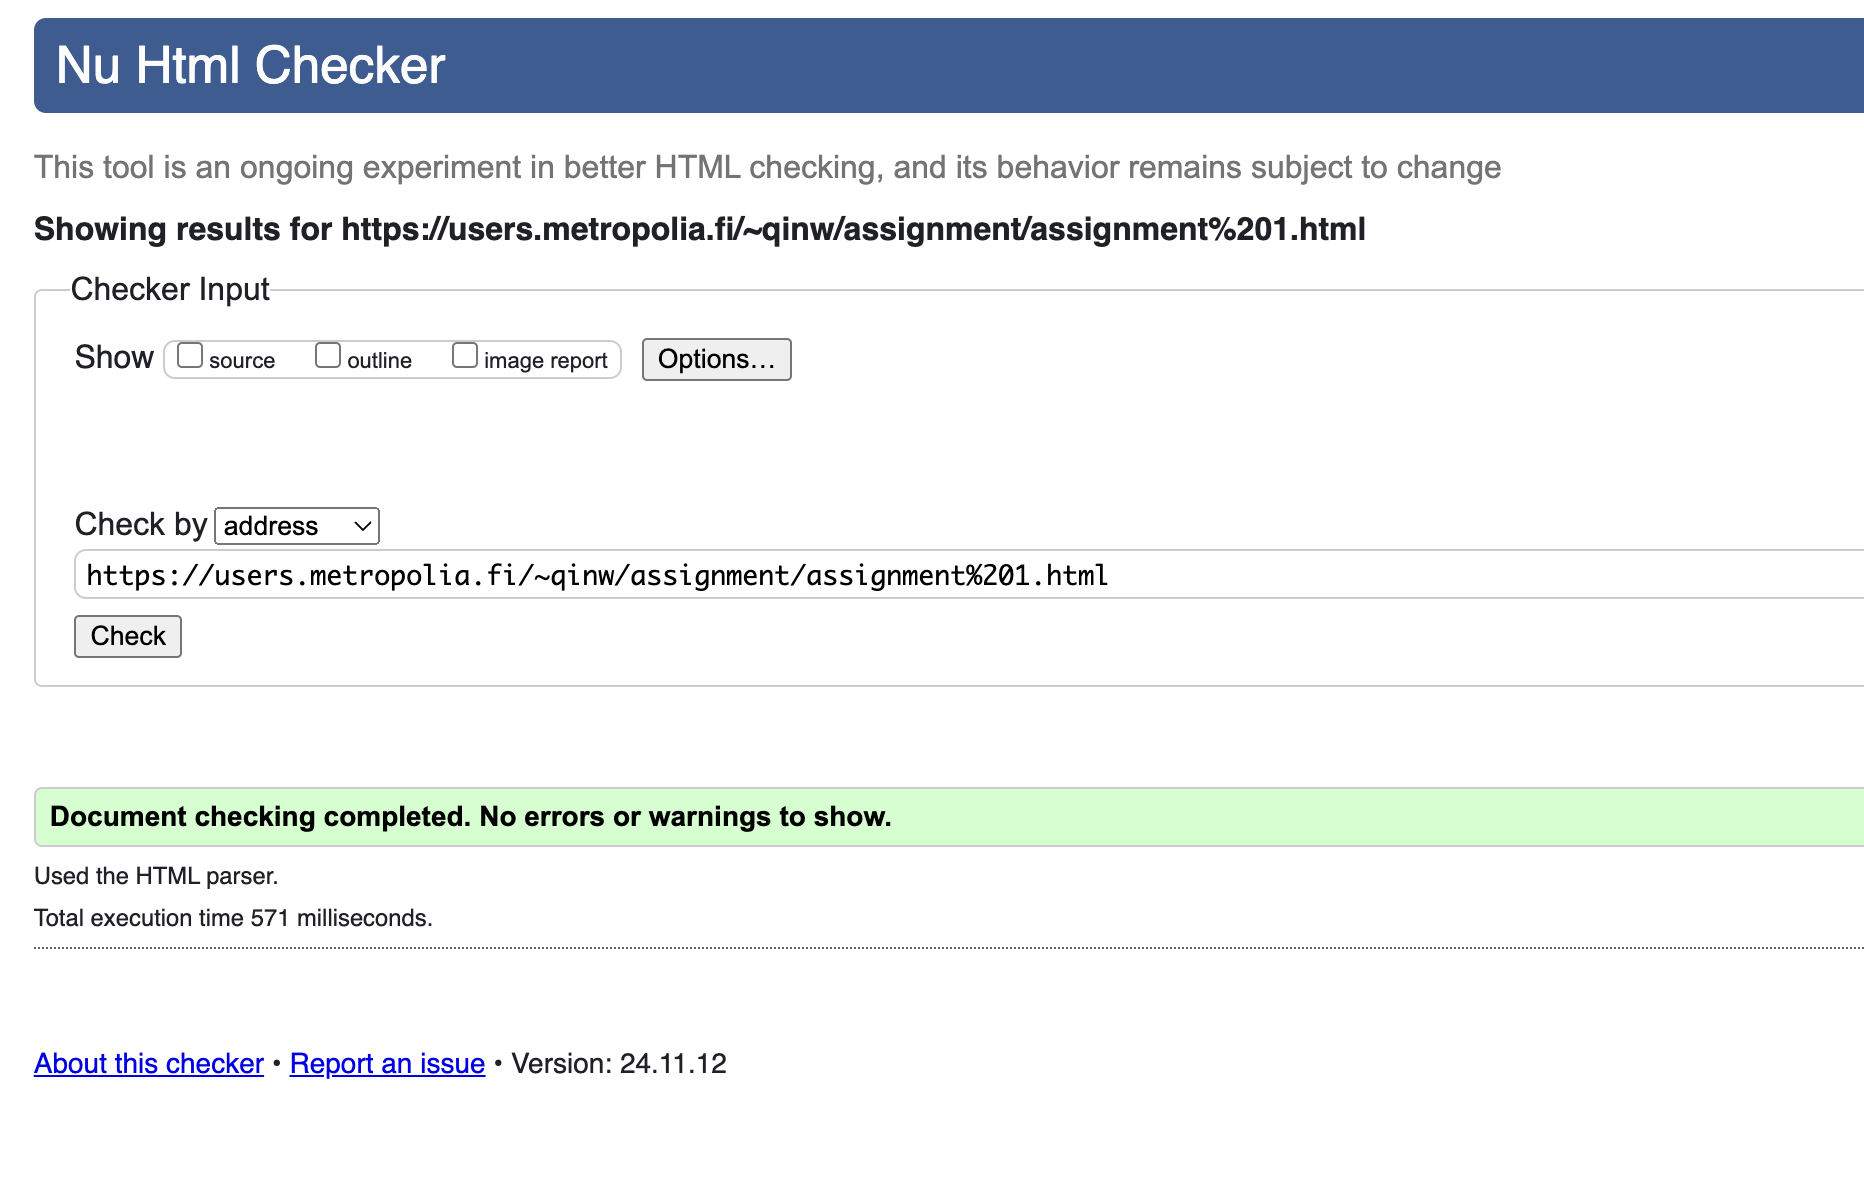 Nu Html Checker
This tool is an ongoing experiment in better HTML checking, and its behavior remains subject to change
Showing results for https://users.metropolia.fi/~qinw/assignment/assignment%201.html
Checker Input
Show source outline image report Options...
Check by address
https://users.metropolia.fi/~qinw/assignment/assignment%201.html
Check
Document checking completed. No errors or warnings to show.
Used the HTML parser.
Total execution time 571 milliseconds.
About this checker • Report an issue • Version: 24.11.12